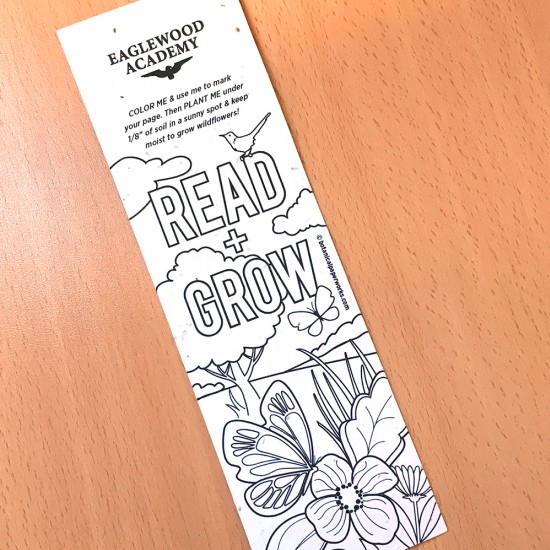 EAGLEWOOD
ACADEMY
COLOR ME & use me to mark
your page. Then PLANT ME under
1/8" of soil in a sunny spot & keep
moist to grow wildflowers!
READ
+
GROW
© botanicalpaperworks.com